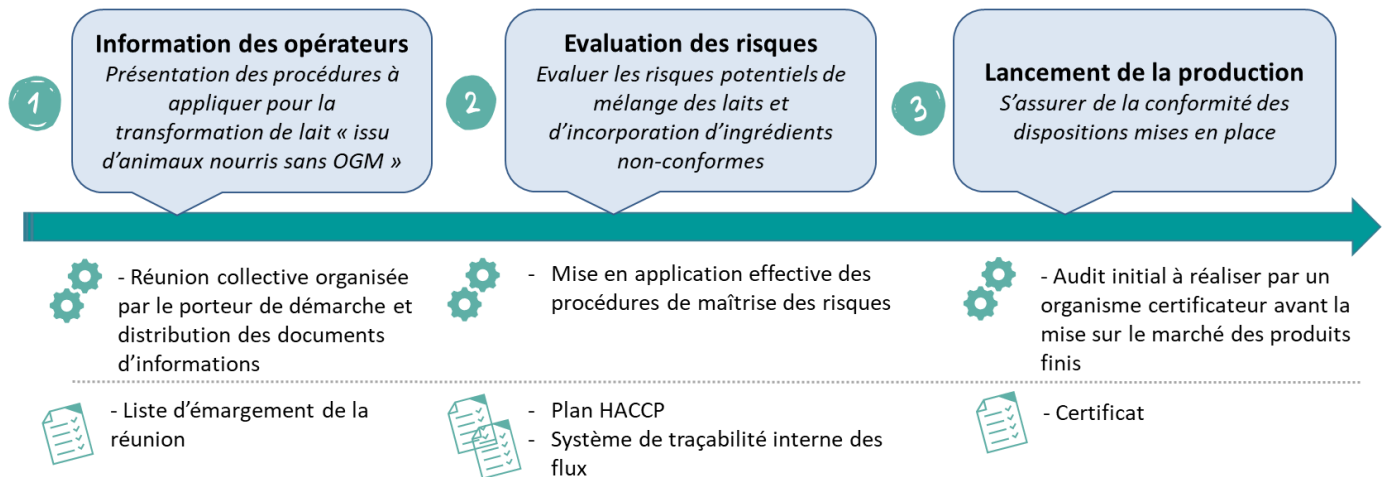 1
Information des opérateurs
Présentation des procédures à
appliquer pour la
transformation de lait « issu
d’animaux nourris sans OGM »
2
Evaluation des risques
Evaluer les risques potentiels de
mélange des laits et
d’incorporation d’ingrédients
non-conformes
3
Lancement de la production
S’assurer de la conformité des
dispositions mises en place
- Réunion collective organisée
par le porteur de démarche et
distribution des documents
d’informations
- Mise en application effective des
procédures de maîtrise des risques
- Audit initial à réaliser par un
organisme certificateur avant la
mise sur le marché des produits
finis
- Liste d’émargement de la
réunion
- Plan HACCP
- Système de traçabilité interne des
flux
- Certificat